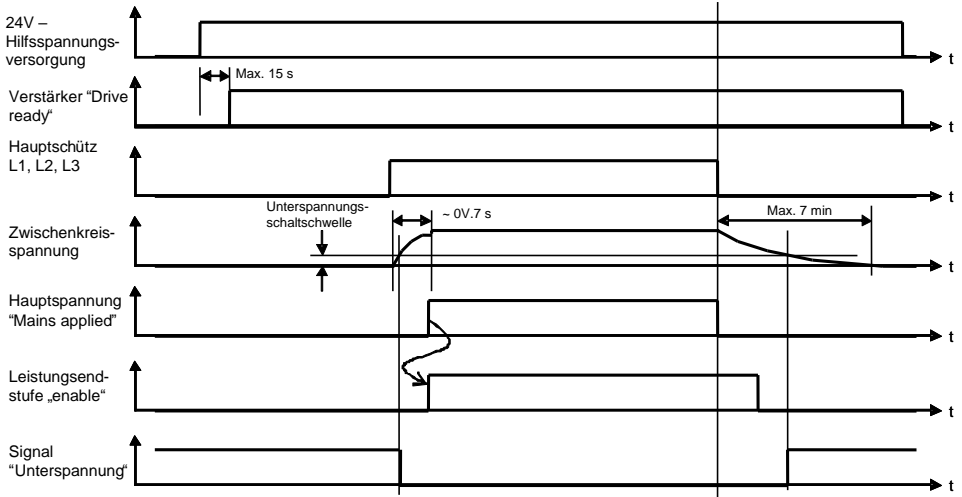 24V –
Hilfsspannungs-
versorgung
t
Max. 15 s
Verstärker “Drive
ready“
t
Hauptschütz
L1, L2, L3
t
Unterspannungs-
schaltschwelle
~ 0V.7 s
Max. 7 min
Zwischenkreis-
spannung
t
Hauptspannung
“Mains applied”
t
Leistungsend-
stufe „enable“
t
Signal
“Unterspannung“
t